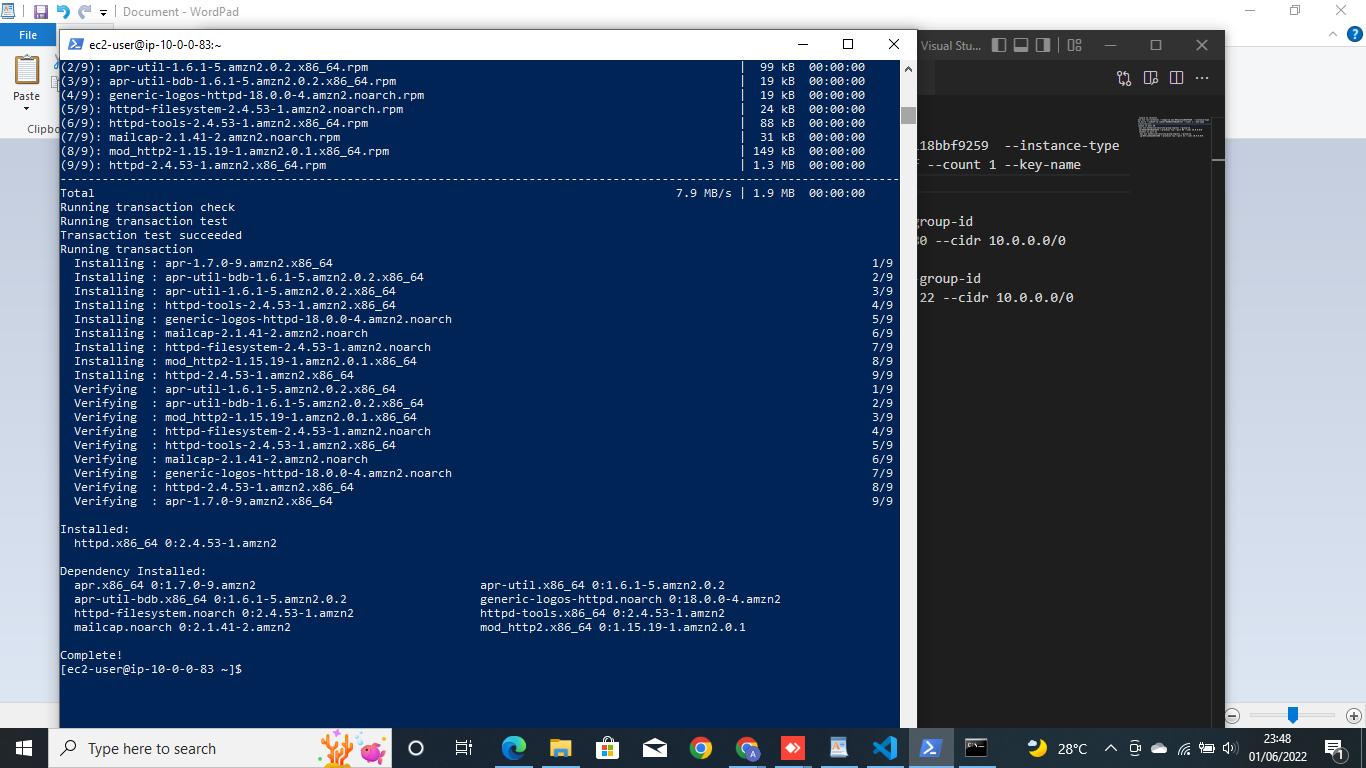 Document - WordPad
File
Paste
Clipbo
ec2-user@ip-10-0-0-83:~
(2/9): apr-util-1.6.1-5.amzn2.0.2.x86_64.rpm | 99 kB 00:00:00
(3/9): apr-util-bdb-1.6.1-5.amzn2.0.2.x86_64.rpm | 19 kB 00:00:00
(4/9): generic-logos-httpd-18.0.0-4.amzn2.noarch.rpm | 19 kB 00:00:00
(5/9): httpd-filesystem-2.4.53-1.amzn2.noarch.rpm | 24 kB 00:00:00
(6/9): httpd-tools-2.4.53-1.amzn2.x86_64.rpm | 88 kB 00:00:00
(7/9): mailcap-2.1.41-2.amzn2.noarch.rpm | 31 kB 00:00:00
(8/9): mod_http2-1.15.19-1.amzn2.0.1.x86_64.rpm | 149 kB 00:00:00
(9/9): httpd-2.4.53-1.amzn2.x86_64.rpm | 1.3 MB 00:00:00
Total 7.9 MB/s | 1.9 MB 00:00:00
Running transaction check
Running transaction test
Transaction test succeeded
Running transaction
Installing : apr-1.7.0-9.amzn2.x86_64 1/9
Installing : apr-util-bdb-1.6.1-5.amzn2.0.2.x86_64 2/9
Installing : apr-util-1.6.1-5.amzn2.0.2.x86_64 3/9
Installing : httpd-tools-2.4.53-1.amzn2.x86_64 4/9
Installing : generic-logos-httpd-18.0.0-4.amzn2.noarch 5/9
Installing : mailcap-2.1.41-2.amzn2.noarch 6/9
Installing : httpd-filesystem-2.4.53-1.amzn2.noarch 7/9
Installing : mod_http2-1.15.19-1.amzn2.0.1.x86_64 8/9
Installing : httpd-2.4.53-1.amzn2.x86_64 9/9
Verifying : apr-util-1.6.1-5.amzn2.0.2.x86_64 1/9
Verifying : apr-util-bdb-1.6.1-5.amzn2.0.2.x86_64 2/9
Verifying : mod_http2-1.15.19-1.amzn2.0.1.x86_64 3/9
Verifying : httpd-filesystem-2.4.53-1.amzn2.noarch 4/9
Verifying : httpd-tools-2.4.53-1.amzn2.x86_64 5/9
Verifying : mailcap-2.1.41-2.amzn2.noarch 6/9
Verifying : generic-logos-httpd-18.0.0-4.amzn2.noarch 7/9
Verifying : httpd-2.4.53-1.amzn2.x86_64 8/9
Verifying : apr-1.7.0-9.amzn2.x86_64 9/9
Installed:
httpd.x86_64 0:2.4.53-1.amzn2
Dependency Installed:
apr.x86_64 0:1.7.0-9.amzn2 apr-util.x86_64 0:1.6.1-5.amzn2.0.2
apr-util-bdb.x86_64 0:1.6.1-5.amzn2.0.2 generic-logos-httpd.noarch 0:18.0.0-4.amzn2
httpd-filesystem.noarch 0:2.4.53-1.amzn2 httpd-tools.x86_64 0:2.4.53-1.amzn2
mailcap.noarch 0:2.1.41-2.amzn2 mod_http2.x86_64 0:1.15.19-1.amzn2.0.1
Complete!
[ec2-user@ip-10-0-0-83 ~]$
Visual Stu...
18bbf9259 --instance-type
f --count 1 --key-name
group-id
80 --cidr 10.0.0.0/0
-group-id
22 --cidr 10.0.0.0/0
Type here to search
28°C
23:48
01/06/2022
1